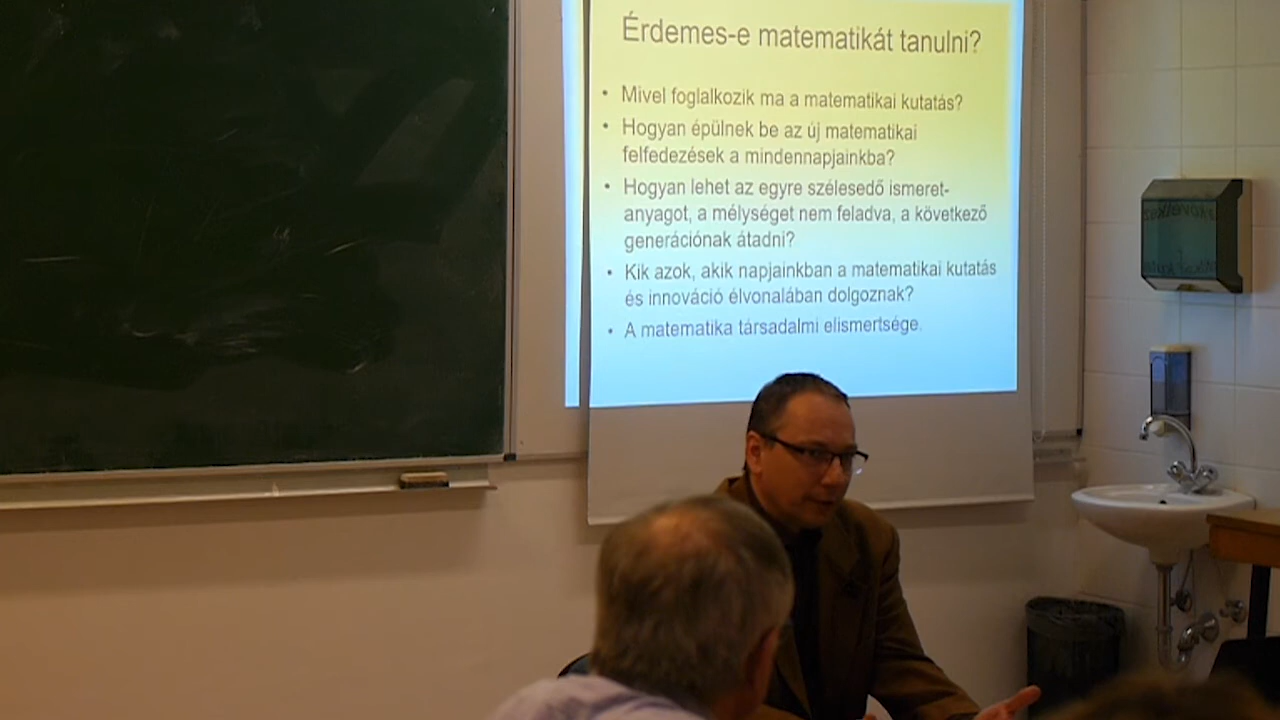 Érdemes-e matematikát tanulni?
• Mivel foglalkozik ma a matematikai kutatás?
• Hogyan épülnek be az új matematikai
felfedezések a mindennapjainkba?
• Hogyan lehet az egyre szélesedő ismeret-
anyagot, a mélységet nem feladva, a következő
generációnak átadni?
• Kik azok, akik napjainkban a matematikai kutatás
és innováció élvonalában dolgoznak?
• A matematika társadalmi elismertsége.